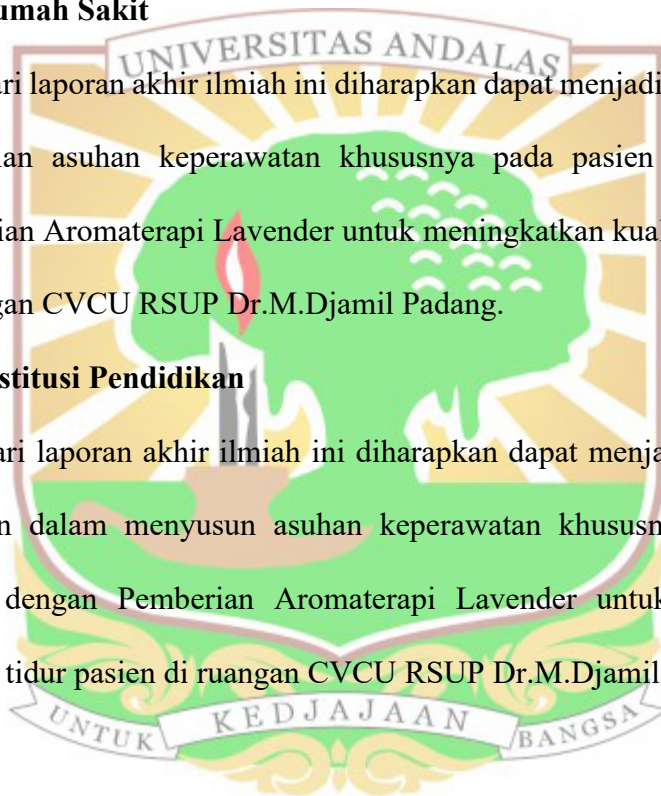 umah Sakit
UNIVERSITAS ANDALAS
ari laporan akhir ilmiah ini diharapkan dapat menjadi
ian asuhan keperawatan khususnya pada pasien
ian Aromaterapi Lavender untuk meningkatkan kual
gan CVCU RSUP Dr.M.Djamil Padang.
stitusi Pendidikan
ari laporan akhir ilmiah ini diharapkan dapat menja
n dalam menyusun asuhan keperawatan khususn
dengan Pemberian Aromaterapi Lavender untuk
tidur pasien di ruangan CVCU RSUP Dr.M.Djamil
UNTUK KEDJAJAAN BANGSA